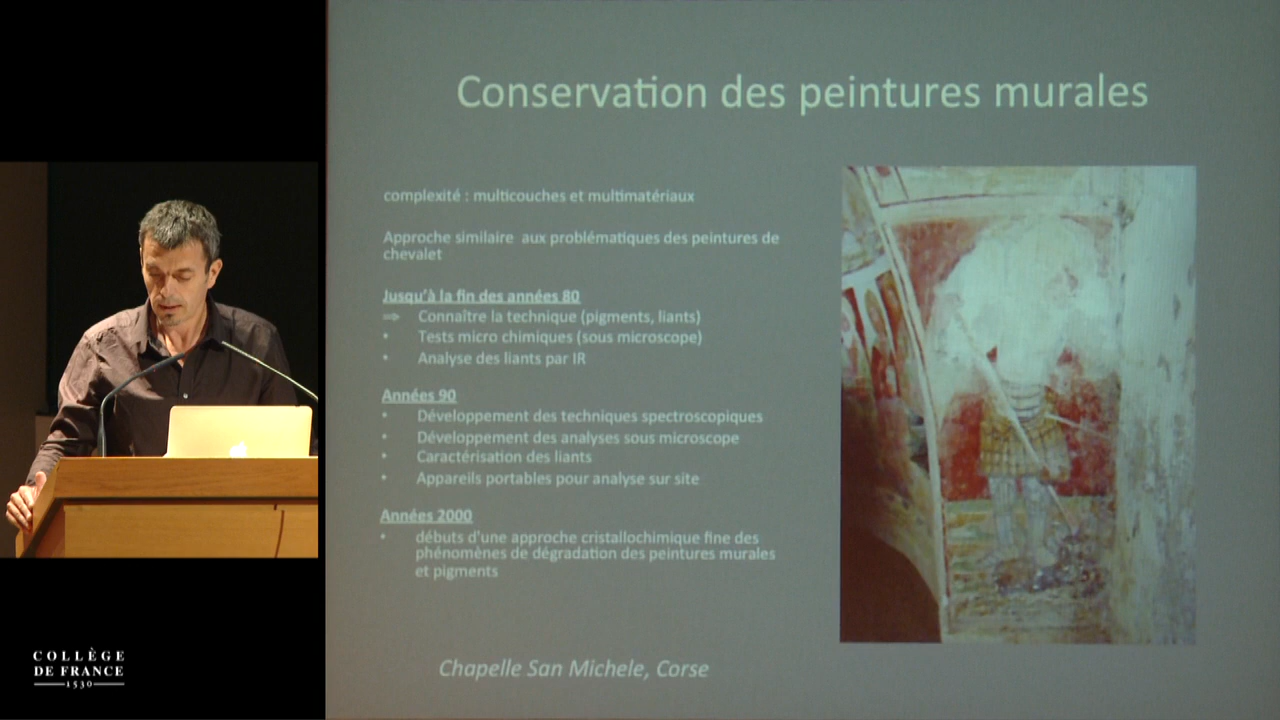 Conservation des peintures murales
complexité : multicouches et multimatériaux
Approche similaire aux problématiques des peintures de
chevalet
Jusqu'à la fin des années 80
⇒ Connaître la technique (pigments, liants)
• Tests micro chimiques (sous microscope)
• Analyse des liants par IR
Années 90
• Développement des techniques spectroscopiques
• Développement des analyses sous microscope
• Caractérisation des liants
• Appareils portables pour analyse sur site
Années 2000
• débuts d'une approche cristallochimique fine des
phénomènes de dégradation des peintures murales
et pigments
Chapelle San Michele, Corse
COLLÈGE
DE FRANCE
1530